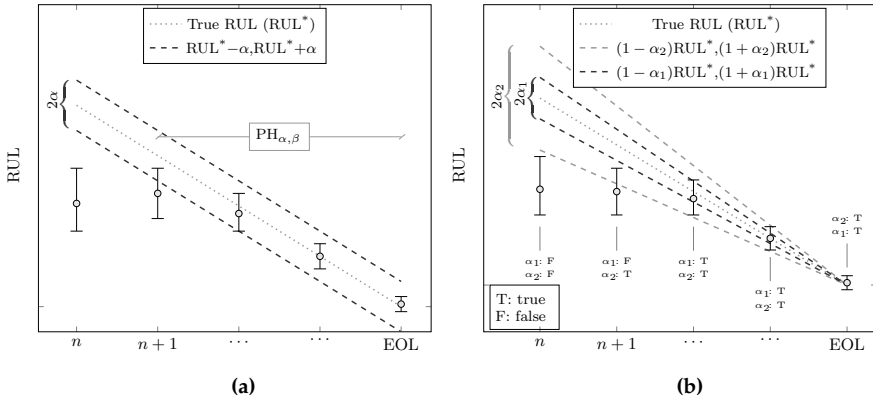 True RUL (RUL*)
RUL*−α,RUL*+α
2α
PH α,β
RUL
n
n + 1
···
···
EOL
(a)
True RUL (RUL*)
(1 − α₂)RUL*,(1 + α₂)RUL*
(1 − α₁)RUL*,(1 + α₁)RUL*
2α₂
2α₁
RUL
α₂: T
α₁: T
α₁: F
α₂: F
α₁: F
α₂: T
α₁: T
α₂: T
α₁: T
α₂: T
T: true
F: false
n
n + 1
···
···
EOL
(b)